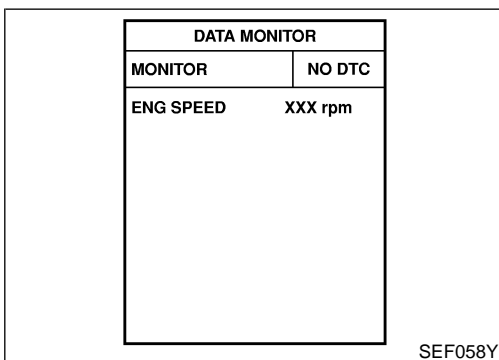 DATA MONITOR
MONITOR NO DTC
ENG SPEED XXX rpm
SEF058Y